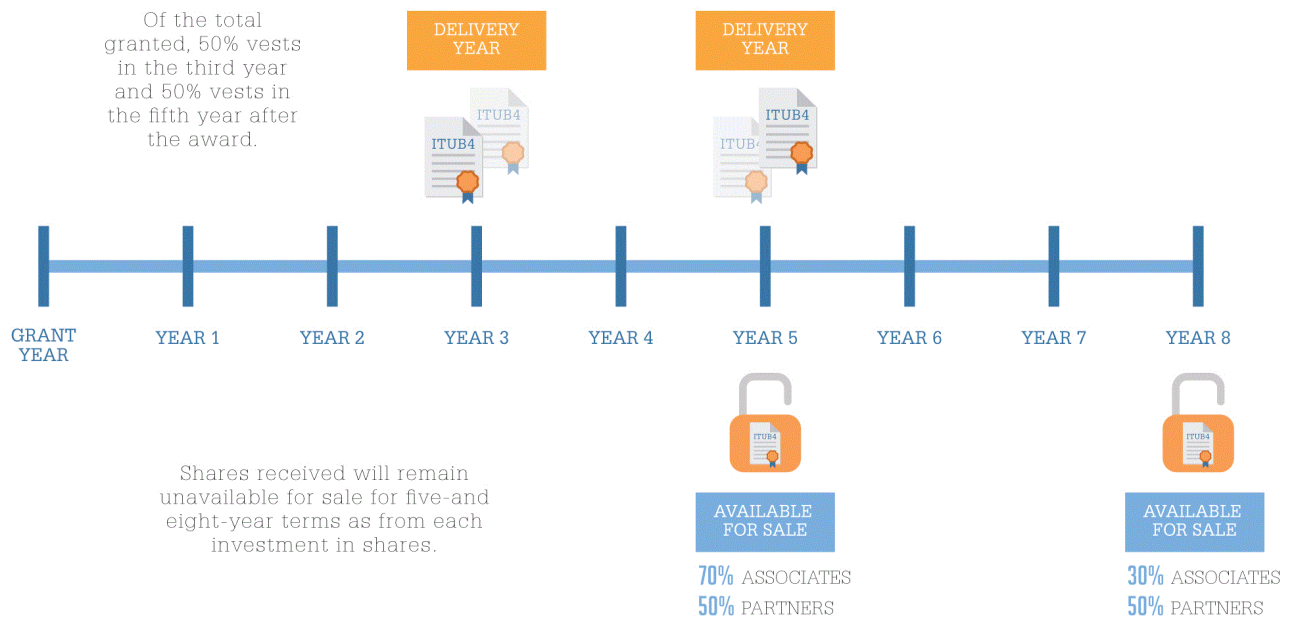 Of the total
granted, 50% vests
in the third year
and 50% vests in
the fifth year after
the award.
DELIVERY
YEAR
DELIVERY
YEAR
ITUB4
ITUB4
ITUB4
ITUB4
GRANT
YEAR
YEAR 1
YEAR 2
YEAR 3
YEAR 4
YEAR 5
YEAR 6
YEAR 7
YEAR 8
ITUB4
ITUB4
Shares received will remain
unavailable for sale for five-and
eight-year terms as from each
investment in shares.
AVAILABLE
FOR SALE
70% ASSOCIATES
50% PARTNERS
AVAILABLE
FOR SALE
30% ASSOCIATES
50% PARTNERS